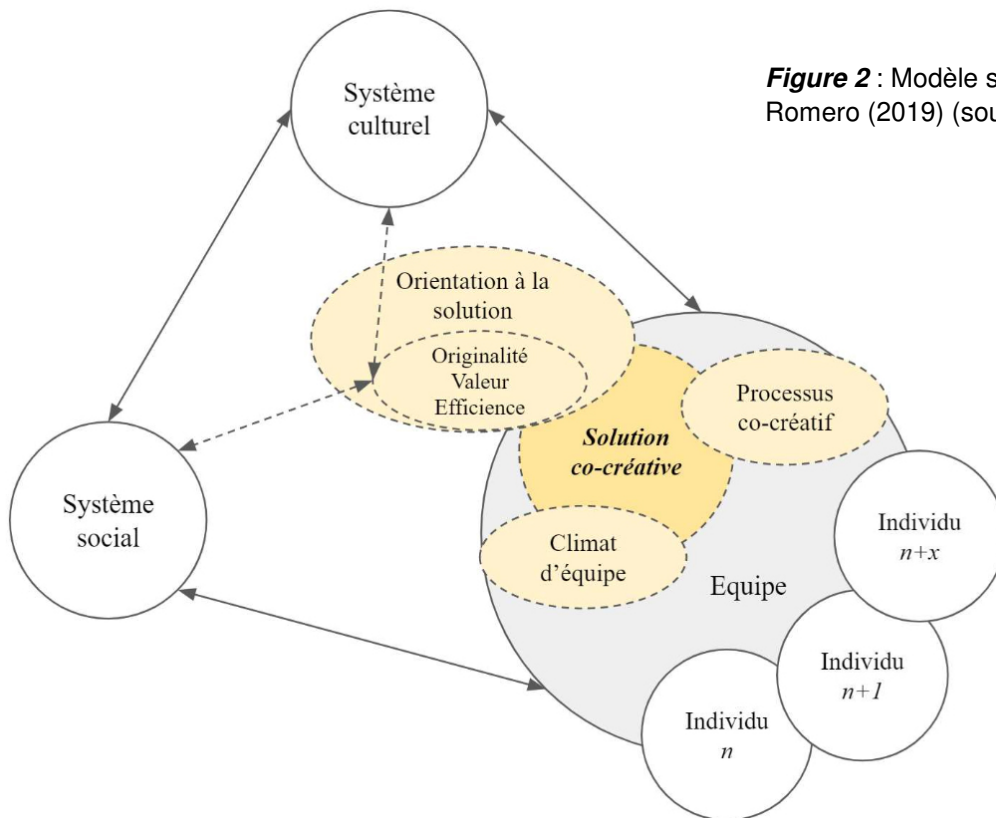 Figure 2 : Modèle s
Romero (2019) (sou
Système
culturel
Orientation à la
solution
Originalité
Valeur
Efficience
Processus
co-créatif
Solution
co-créative
Système
social
Climat
d'équipe
Equipe
Individu
n+x
Individu
n+1
Individu
n